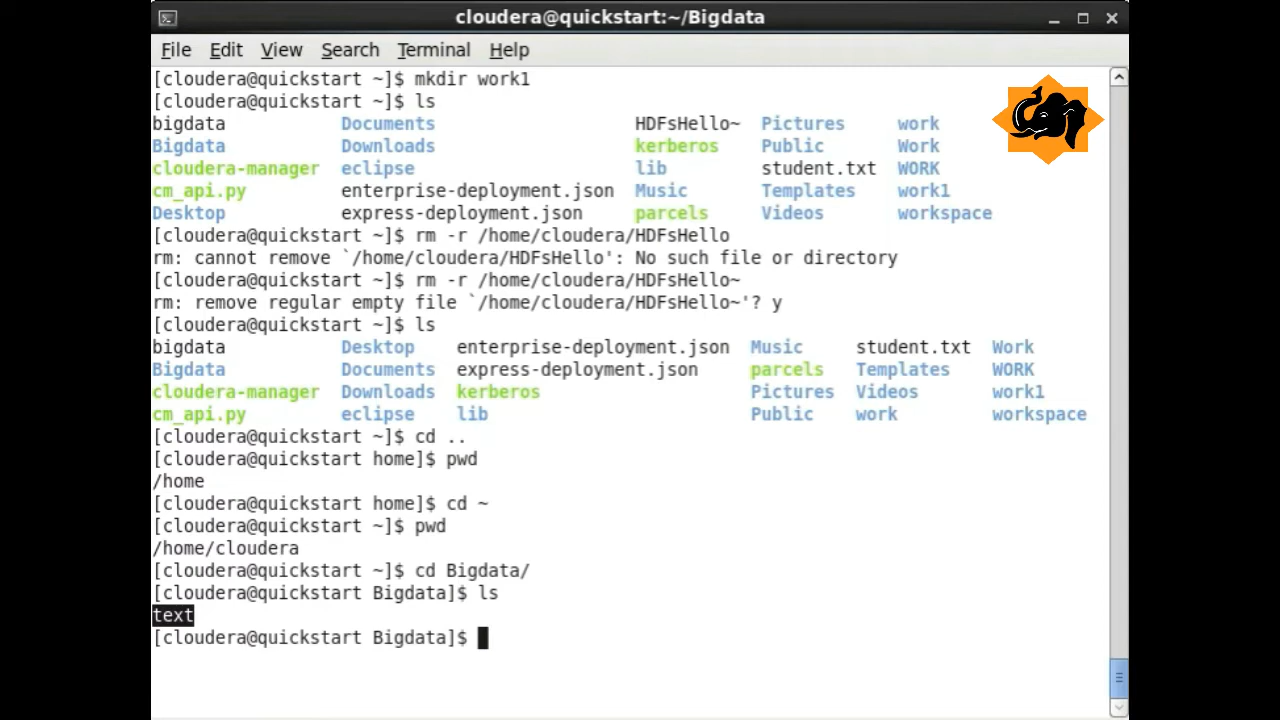 cloudera@quickstart:~/Bigdata
File Edit View Search Terminal Help
[cloudera@quickstart ~]$ mkdir work1
[cloudera@quickstart ~]$ ls
bigdata Documents HDFsHello~ Pictures work
Bigdata Downloads kerberos Public Work
cloudera-manager eclipse lib student.txt WORK
cm_api.py enterprise-deployment.json Music Templates work1
Desktop express-deployment.json parcels Videos workspace
[cloudera@quickstart ~]$ rm -r /home/cloudera/HDFsHello
rm: cannot remove `/home/cloudera/HDFsHello': No such file or directory
[cloudera@quickstart ~]$ rm -r /home/cloudera/HDFsHello~
rm: remove regular empty file `/home/cloudera/HDFsHello~'? y
[cloudera@quickstart ~]$ ls
bigdata Desktop enterprise-deployment.json Music student.txt Work
Bigdata Documents express-deployment.json parcels Templates WORK
cloudera-manager Downloads kerberos Pictures Videos work1
cm_api.py eclipse lib Public work workspace
[cloudera@quickstart ~]$ cd ..
[cloudera@quickstart home]$ pwd
/home
[cloudera@quickstart home]$ cd ~
[cloudera@quickstart ~]$ pwd
/home/cloudera
[cloudera@quickstart ~]$ cd Bigdata/
[cloudera@quickstart Bigdata]$ ls
text
[cloudera@quickstart Bigdata]$